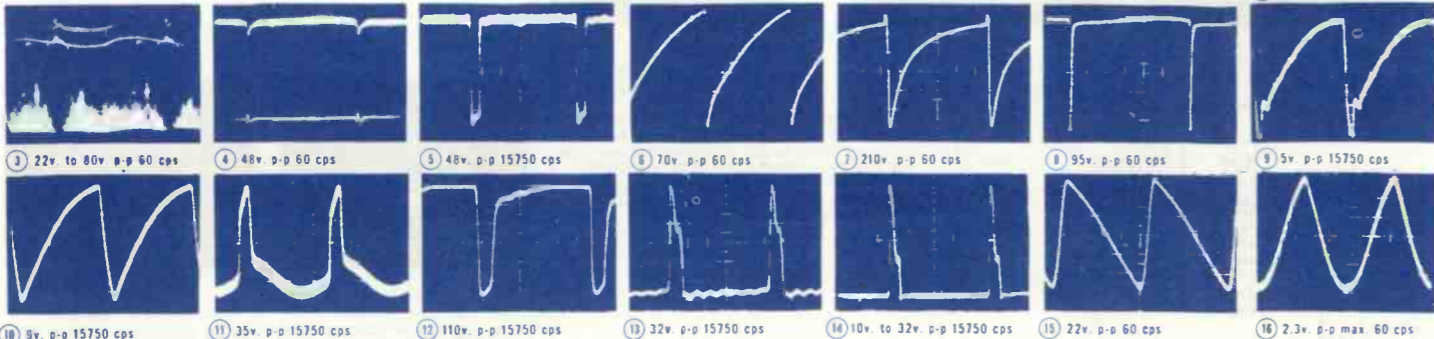 3 22v. to 80v. p-p 60 cps
4 48v. p-p 60 cps
5 48v. p-p 15750 cps
6 70v. p-p 60 cps
7 210v. p-p 60 cps
8 95v. p-p 60 cps
9 5v. p-p 15750 cps
10 9v. p-p 15750 cps
11 35v. p-p 15750 cps
12 110v. p-p 15750 cps
13 32v. p-p 15750 cps
14 10v. to 32v. p-p 15750 cps
15 22v. p-p 60 cps
16 2.3v. p-p max. 60 cps